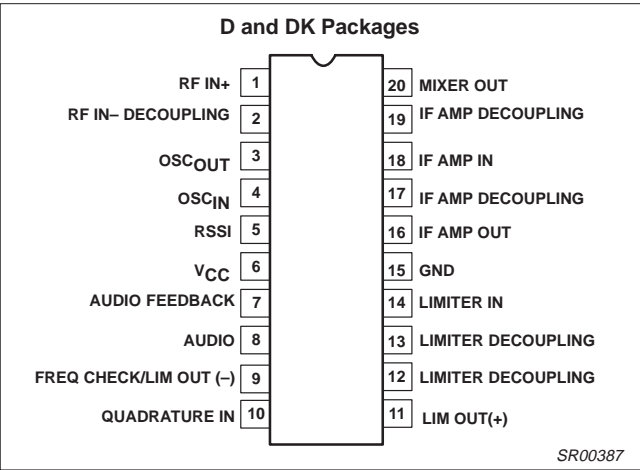 D and DK Packages
RF IN+ 1
RF IN– DECOUPLING 2
OSCOUT 3
OSCIN 4
RSSI 5
VCC 6
AUDIO FEEDBACK 7
AUDIO 8
FREQ CHECK/LIM OUT (–) 9
QUADRATURE IN 10
20 MIXER OUT
19 IF AMP DECOUPLING
18 IF AMP IN
17 IF AMP DECOUPLING
16 IF AMP OUT
15 GND
14 LIMITER IN
13 LIMITER DECOUPLING
12 LIMITER DECOUPLING
11 LIM OUT(+)
SR00387